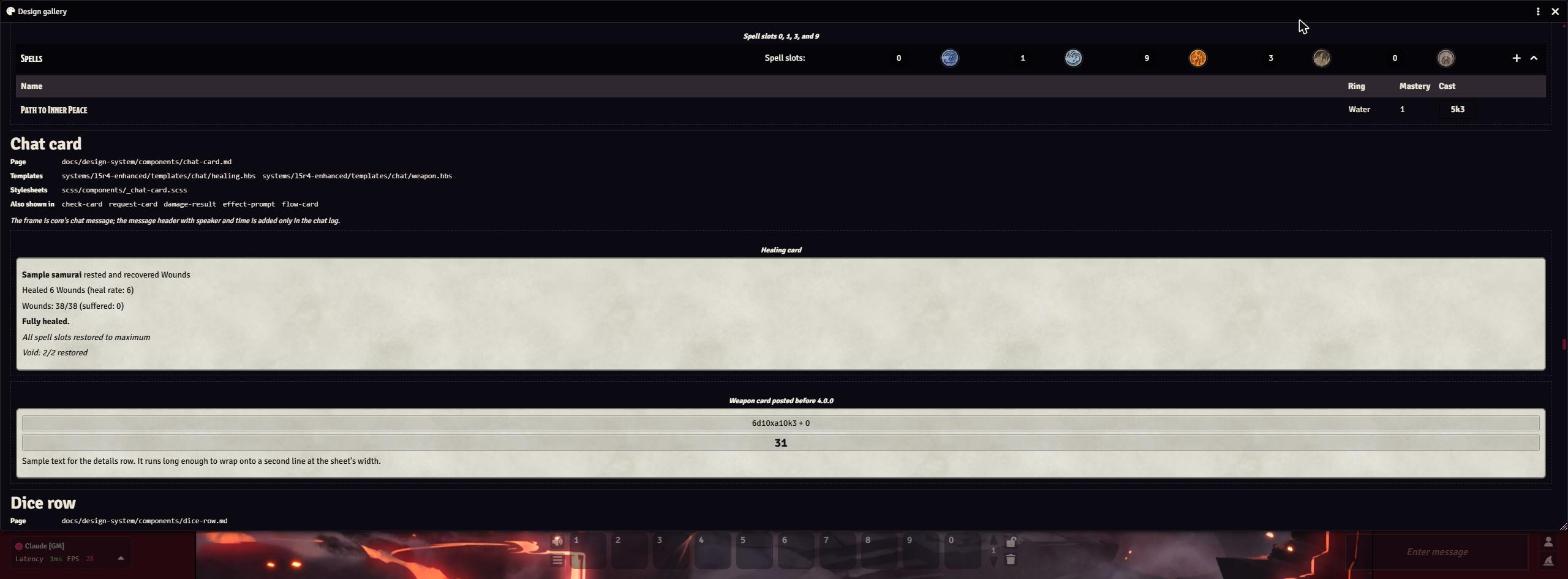 Design gallery
Spell slots 0, 1, 3, and 9
Spells Spell slots: 0 1 9 3 0
Name Ring Mastery Cast
Path to Inner Peace Water 1 5k3
Chat card
Page docs/design-system/components/chat-card.md
Templates systems/l5r4-enhanced/templates/chat/healing.hbs systems/l5r4-enhanced/templates/chat/weapon.hbs
Stylesheets scss/components/_chat-card.scss
Also shown in check-card request-card damage-result effect-prompt flow-card
The frame is core's chat message; the message header with speaker and time is added only in the chat log.
Healing card
Sample samurai rested and recovered Wounds
Healed 6 Wounds (heal rate: 6)
Wounds: 38/38 (suffered: 0)
Fully healed.
All spell slots restored to maximum
Void: 2/2 restored
Weapon card posted before 4.0.0
6d10xa10k3 + 0
31
Sample text for the details row. It runs long enough to wrap onto a second line at the sheet's width.
Dice row
Page docs/design-system/components/dice-row.md
Claude [GM]
Latency 3ms FPS 28
1 2 3 4 5 6 7 8 9 0 1
Enter message